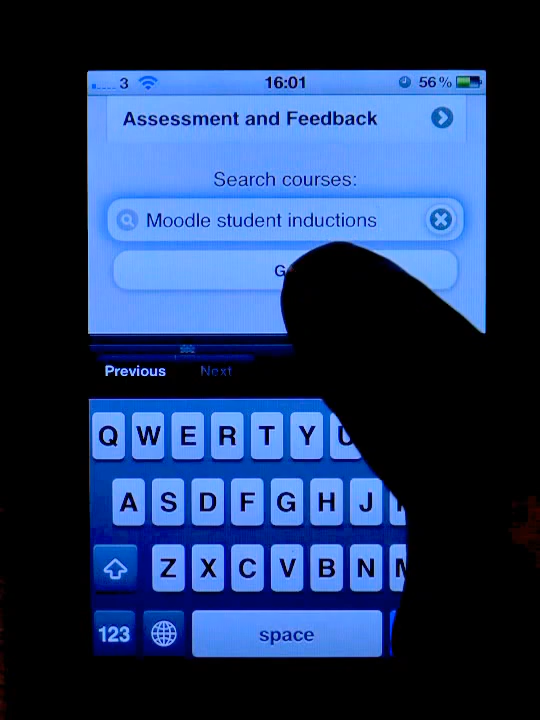 3 16:01 56%
Assessment and Feedback
Search courses:
Moodle student inductions
G
Previous Next
Q W E R T Y U
A S D F G H J
Z X C V B N M
123 space